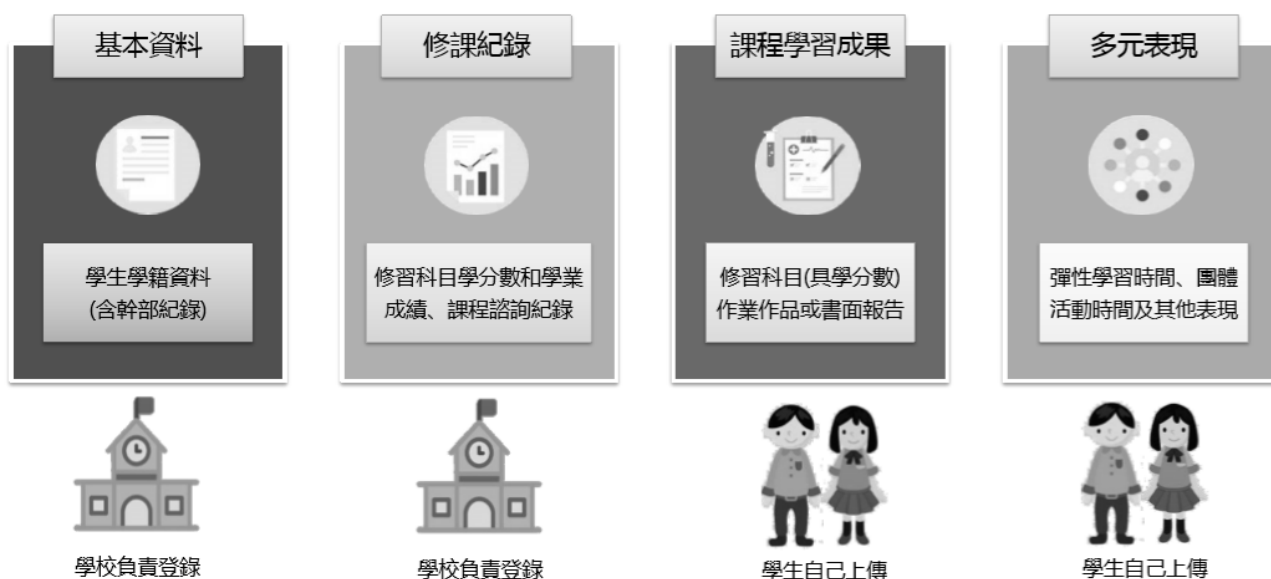 基本資料
學生學籍資料
(含幹部紀錄)
學校負責登錄
修課紀錄
修習科目學分數和學業
成績、課程諮詢紀錄
學校負責登錄
課程學習成果
修習科目(具學分數)
作業作品或書面報告
學生自己上傳
多元表現
彈性學習時間、團體
活動時間及其他表現
學生自己上傳